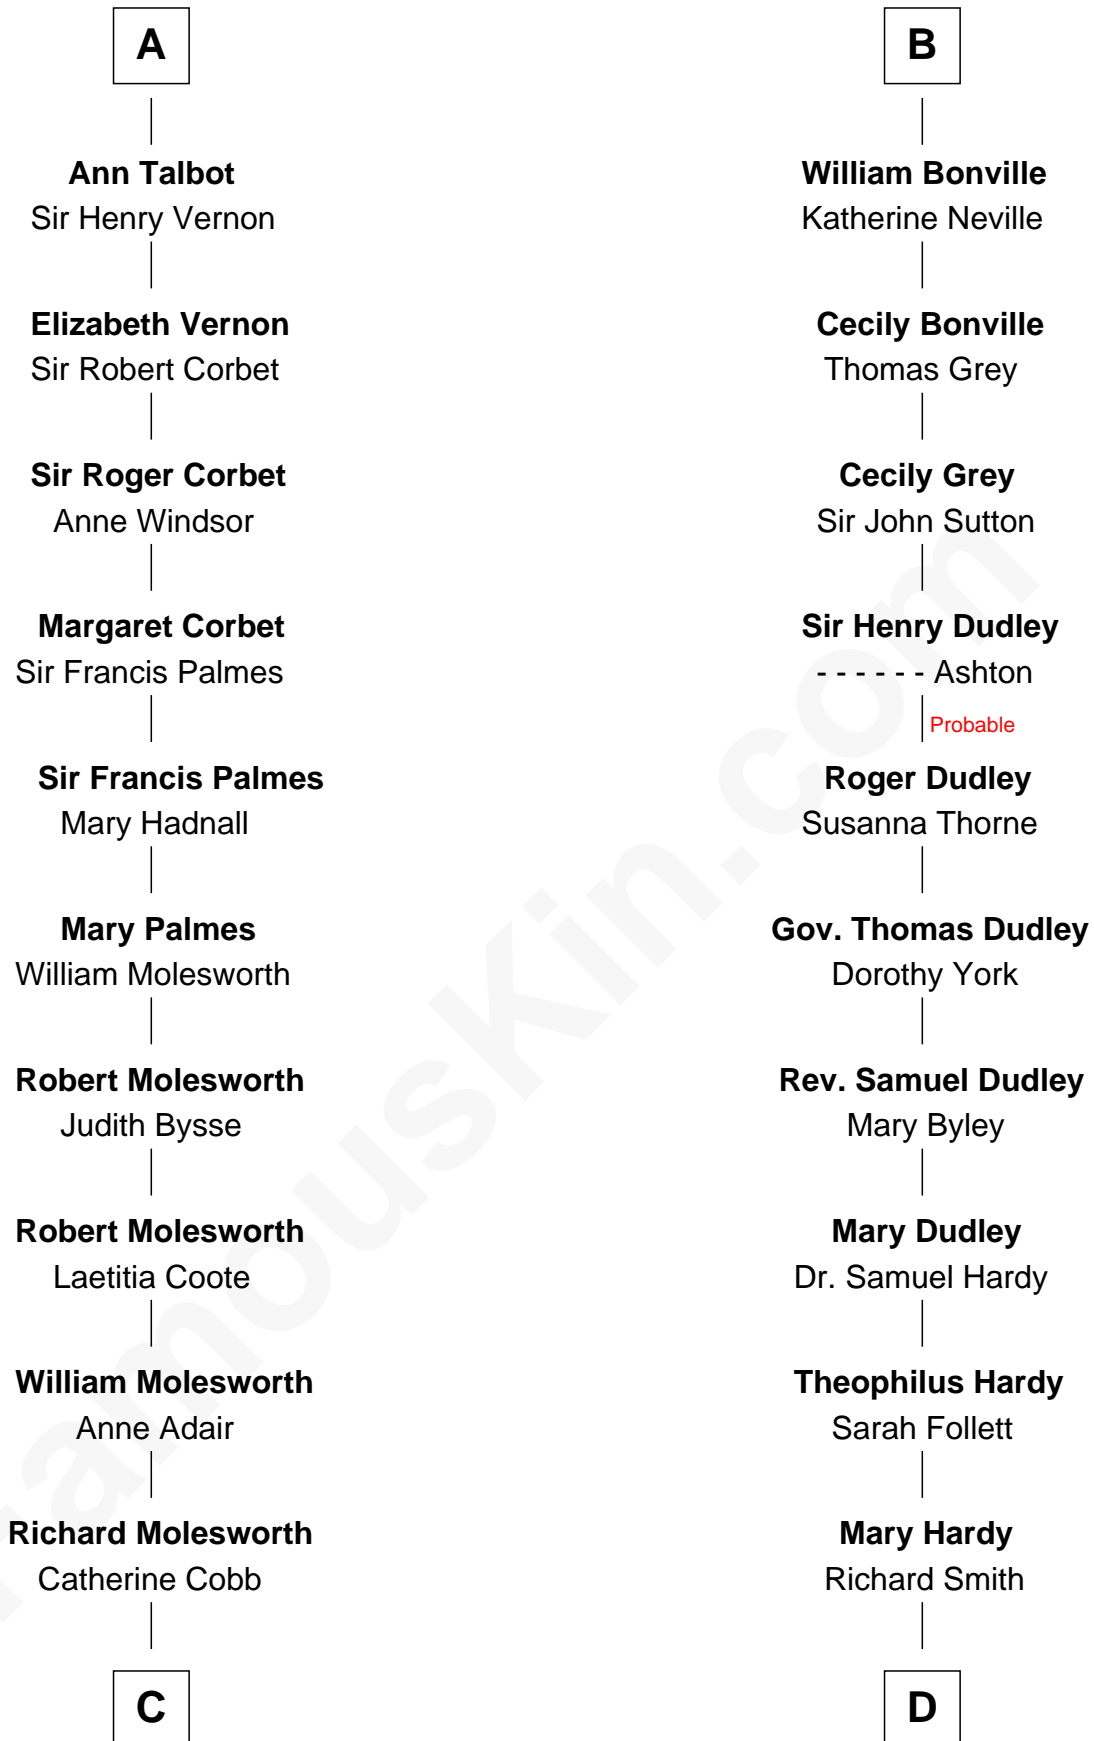 A
Ann Talbot
Sir Henry Vernon
Elizabeth Vernon
Sir Robert Corbet
Sir Roger Corbet
Anne Windsor
Margaret Corbet
Sir Francis Palmes
Sir Francis Palmes
Mary Hadnall
Mary Palmes
William Molesworth
Robert Molesworth
Judith Bysse
Robert Molesworth
Laetitia Coote
William Molesworth
Anne Adair
Richard Molesworth
Catherine Cobb
C
B
William Bonville
Katherine Neville
Cecily Bonville
Thomas Grey
Cecily Grey
Sir John Sutton
Sir Henry Dudley
- - - - - - Ashton
Probable
Roger Dudley
Susanna Thorne
Gov. Thomas Dudley
Dorothy York
Rev. Samuel Dudley
Mary Byley
Mary Dudley
Dr. Samuel Hardy
Theophilus Hardy
Sarah Follett
Mary Hardy
Richard Smith
D
FamousKin.com